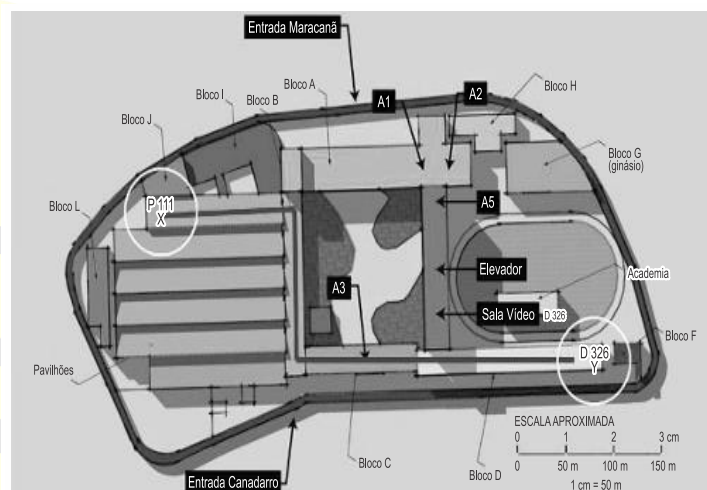 Entrada Maracanã
Bloco A
Bloco I
Bloco B
Bloco J
A1
A2
Bloco H
Bloco G
(ginásio)
Bloco L
P 111
X
A5
Elevador
Academia
A3
Sala Vídeo
D 326
D 326
Y
Bloco F
Pavilhões
ESCALA APROXIMADA
0 1 2 3 cm
0 50 m 100 m 150 m
1 cm = 50 m
Bloco C
Bloco D
Entrada Canadarro